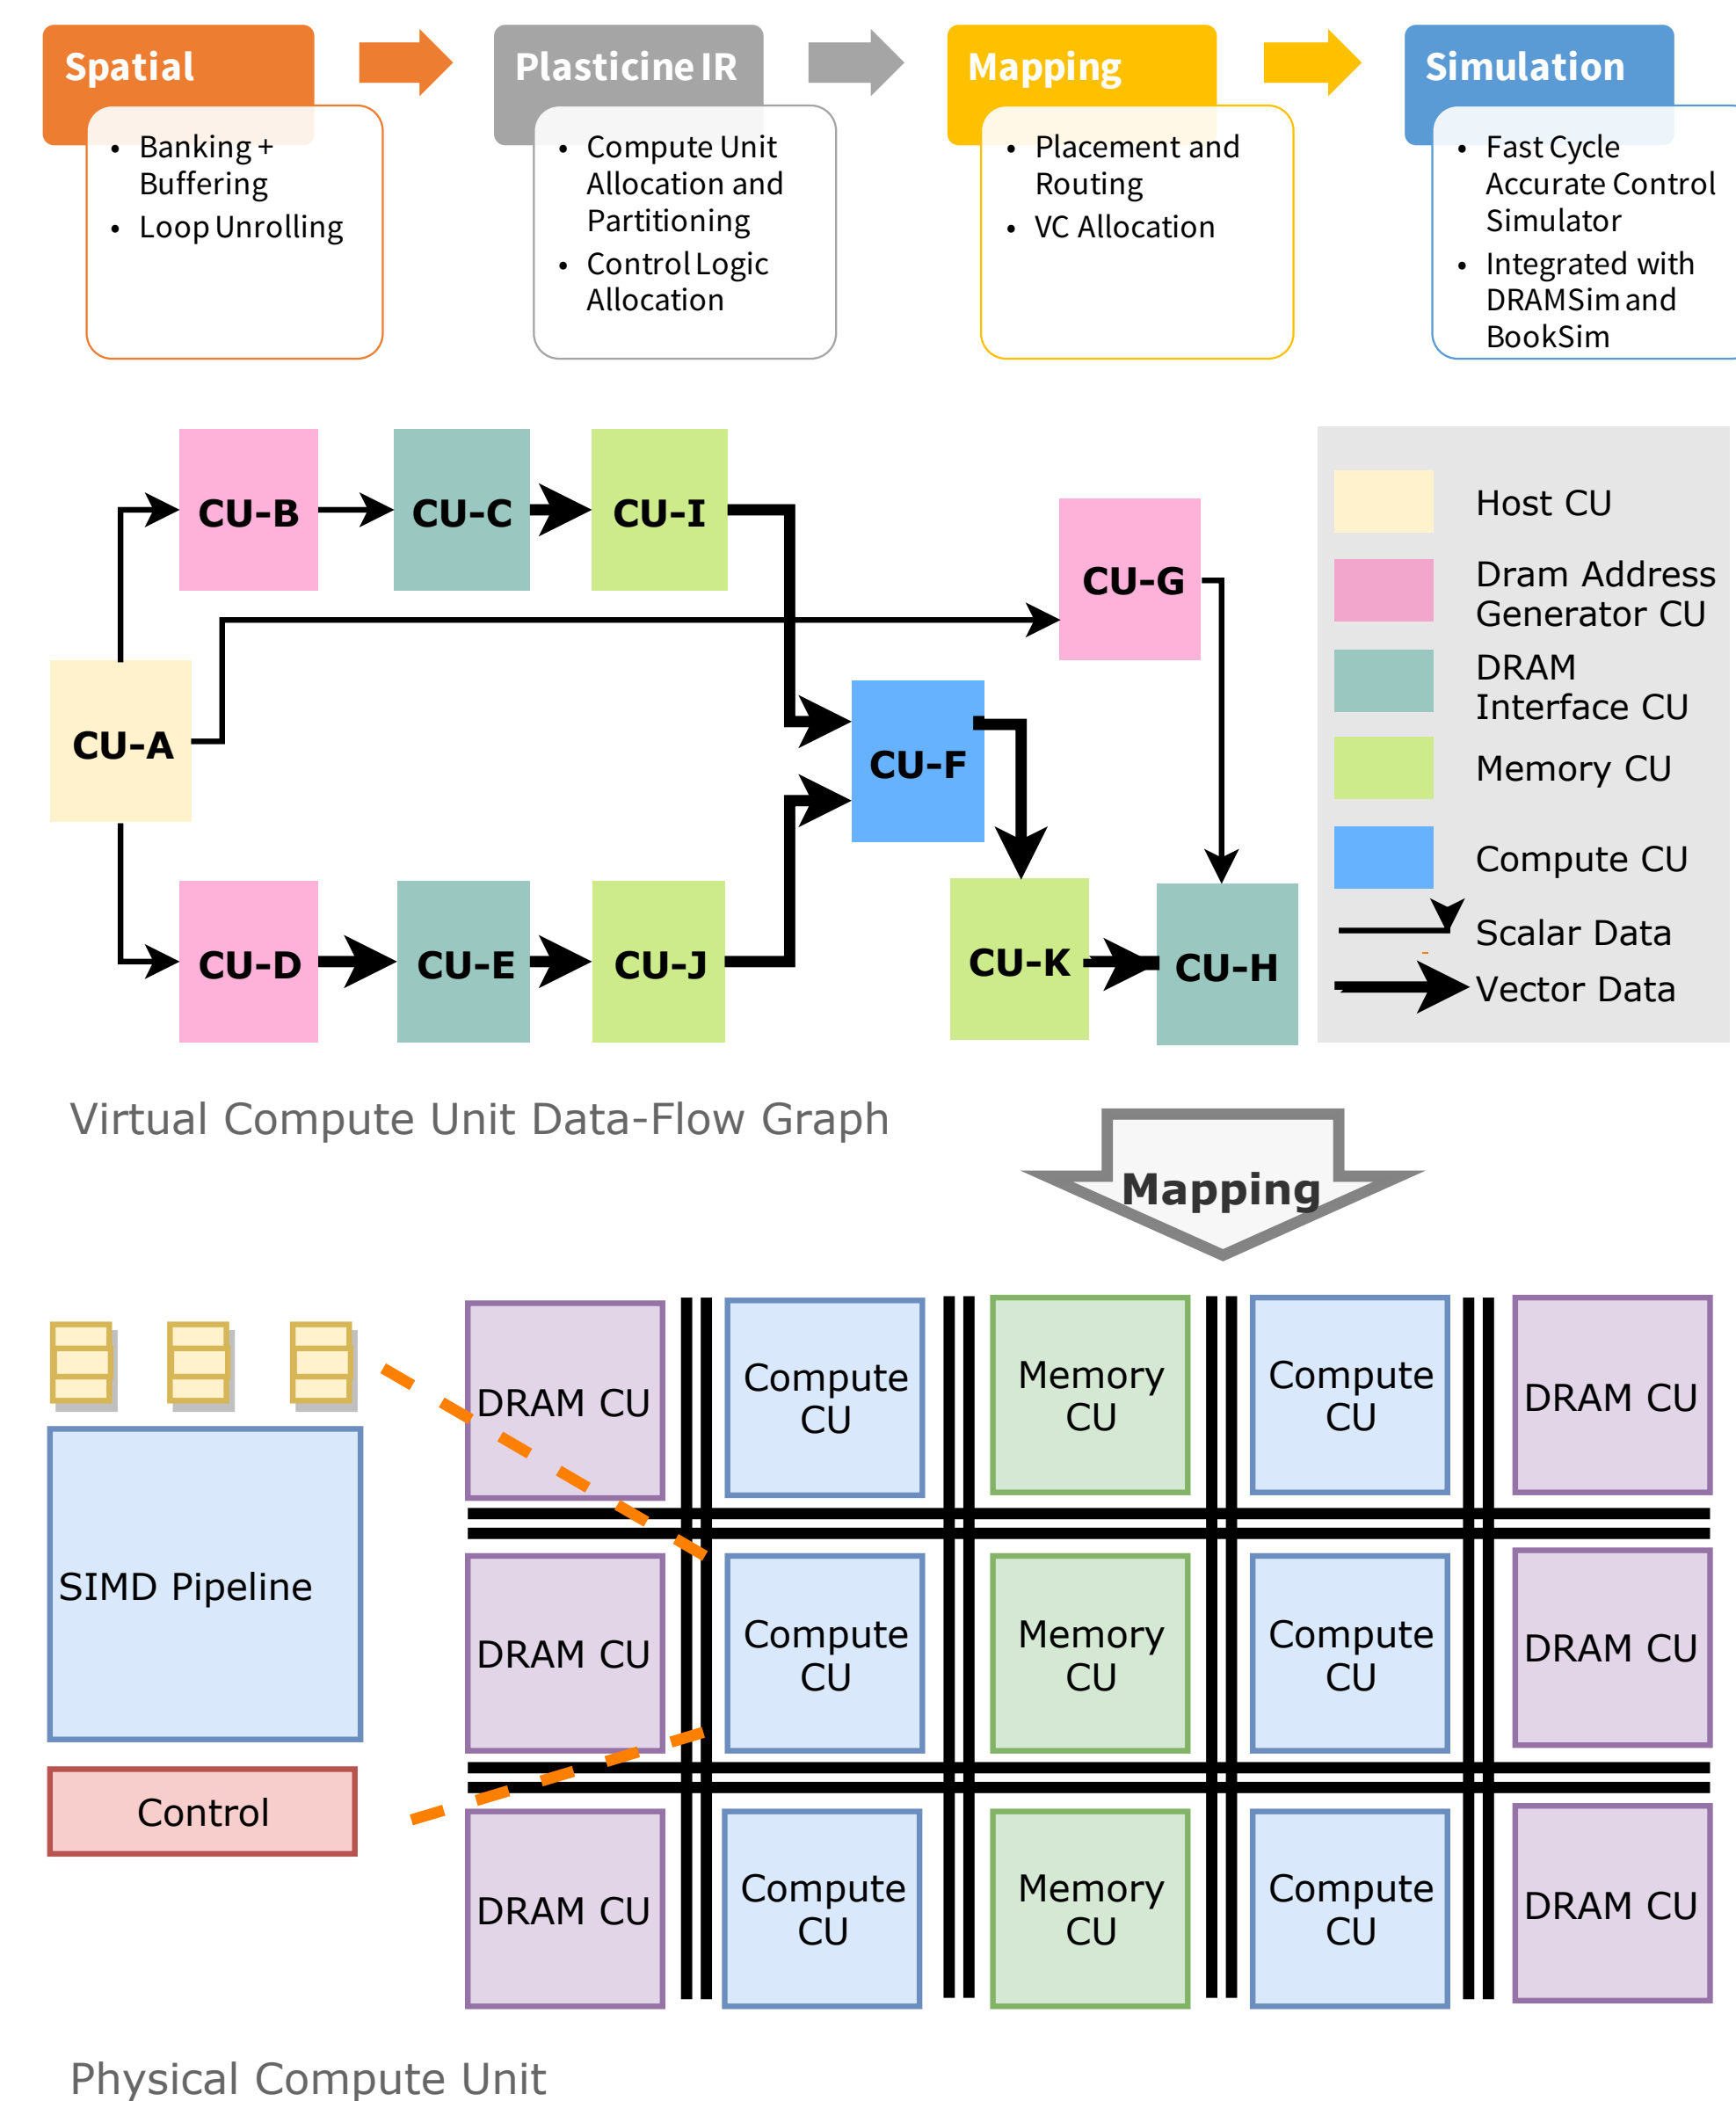 Spatial
• Banking +
Buffering
• Loop Unrolling
Plasticine IR
• Compute Unit
Allocation and
Partitioning
• Control Logic
Allocation
Mapping
• Placement and
Routing
• VC Allocation
Simulation
• Fast Cycle
Accurate Control
Simulator
• Integrated with
DRAMSim and
BookSim
CU-B
CU-C
CU-I
CU-G
CU-A
CU-F
CU-D
CU-E
CU-J
CU-K
CU-H
Host CU
Dram Address
Generator CU
DRAM
Interface CU
Memory CU
Compute CU
Scalar Data
Vector Data
Virtual Compute Unit Data-Flow Graph
Mapping
SIMD Pipeline
Control
DRAM CU
Compute
CU
Memory
CU
Compute
CU
DRAM CU
DRAM CU
Compute
CU
Memory
CU
Compute
CU
DRAM CU
DRAM CU
Compute
CU
Memory
CU
Compute
CU
DRAM CU
Physical Compute Unit